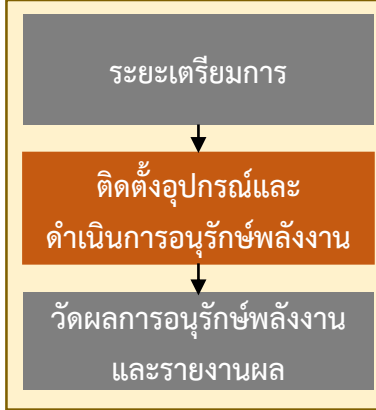 ระยะเตรียมการ
ติดตั้งอุปกรณ์และ
ดำเนินการอนุรักษ์พลังงาน
วัดผลการอนุรักษ์พลังงาน
และรายงานผล